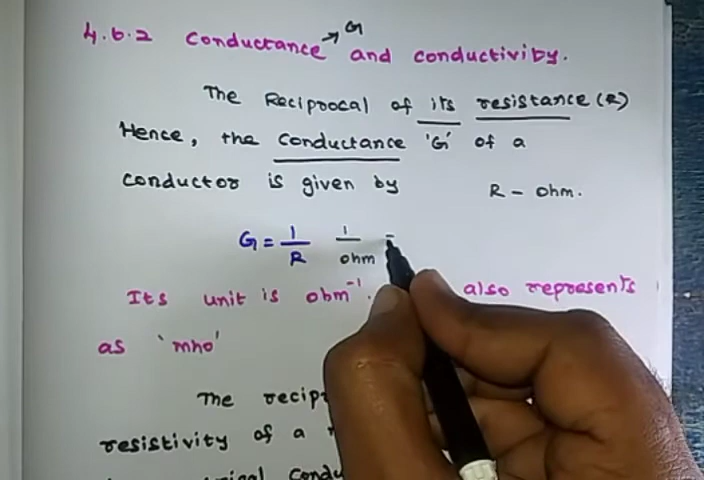 4.6.2 Conductance → G and conductivity.
The Reciprocal of its resistance (R)
Hence, the Conductance 'G' of a
conductor is given by R - ohm.
G = 1/R 1/ohm =
Its unit is ohm⁻¹. also represents
as 'mho'
The
resistivity of a